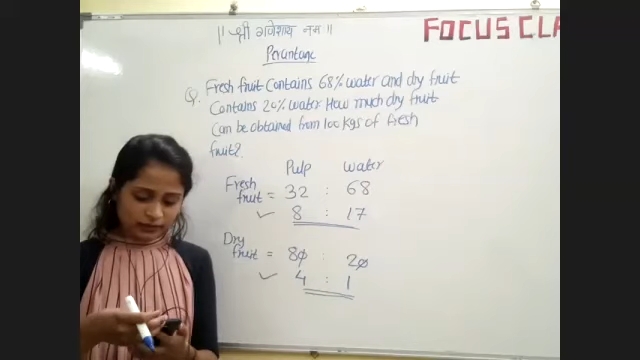 || श्री गणेशाय नमः ||
FOCUS CLA
Percentage
Q. Fresh fruit Contains 68% water and dry fruit
Contains 20% water. How much dry fruit
Can be obtained from 100 kgs of fresh
fruit?
Pulp water
Fresh
fruit = 32 : 68
✓ 8 : 17
Dry
fruit = 80 : 20
✓ 4 : 1